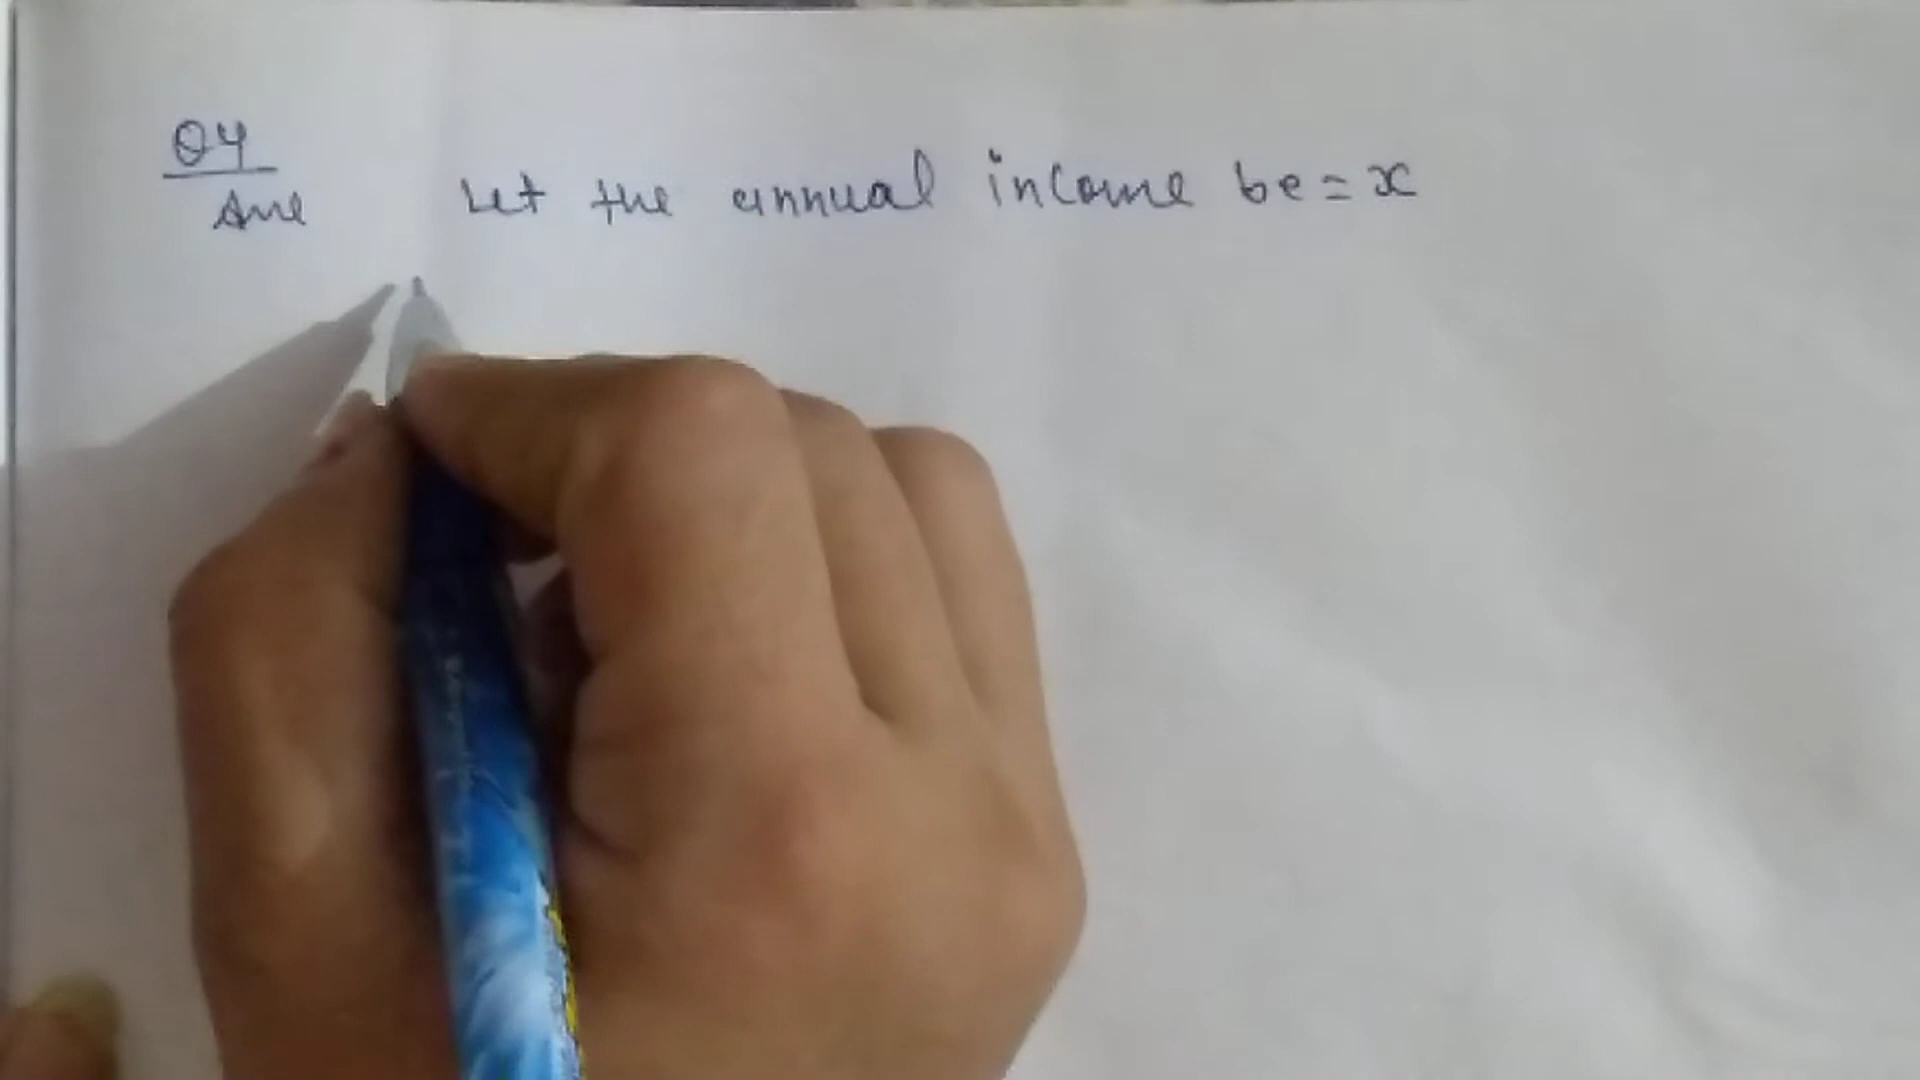 Q4
Ans Let the annual income be = x